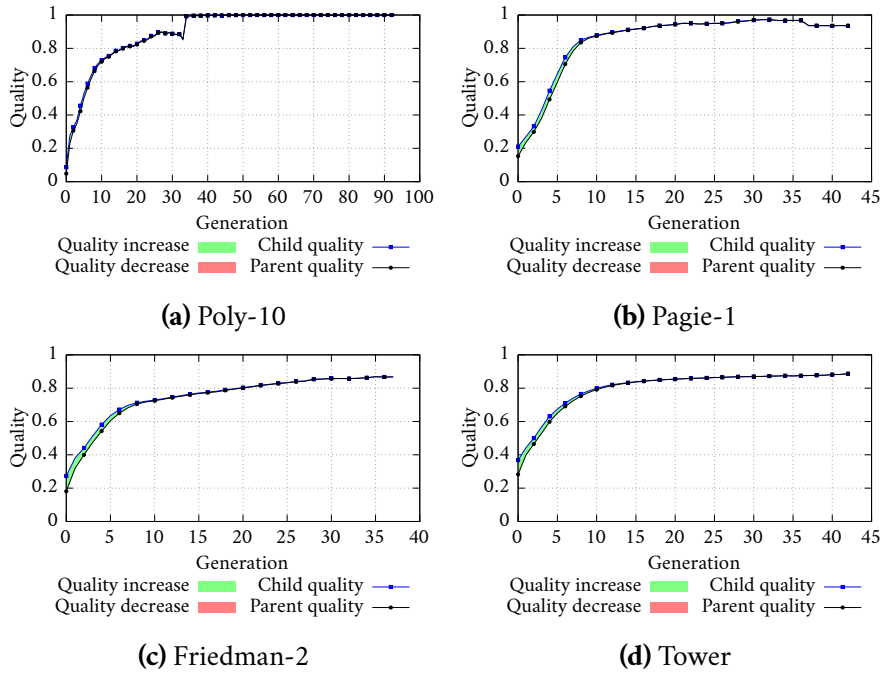 1
0.8
0.6
0.4
0.2
0
Quality
0 10 20 30 40 50 60 70 80 90 100
Generation
Quality increase Child quality
Quality decrease Parent quality
(a) Poly-10
1
0.8
0.6
0.4
0.2
0
Quality
0 5 10 15 20 25 30 35 40 45
Generation
Quality increase Child quality
Quality decrease Parent quality
(b) Pagie-1
1
0.8
0.6
0.4
0.2
0
Quality
0 5 10 15 20 25 30 35 40
Generation
Quality increase Child quality
Quality decrease Parent quality
(c) Friedman-2
1
0.8
0.6
0.4
0.2
0
Quality
0 5 10 15 20 25 30 35 40 45
Generation
Quality increase Child quality
Quality decrease Parent quality
(d) Tower